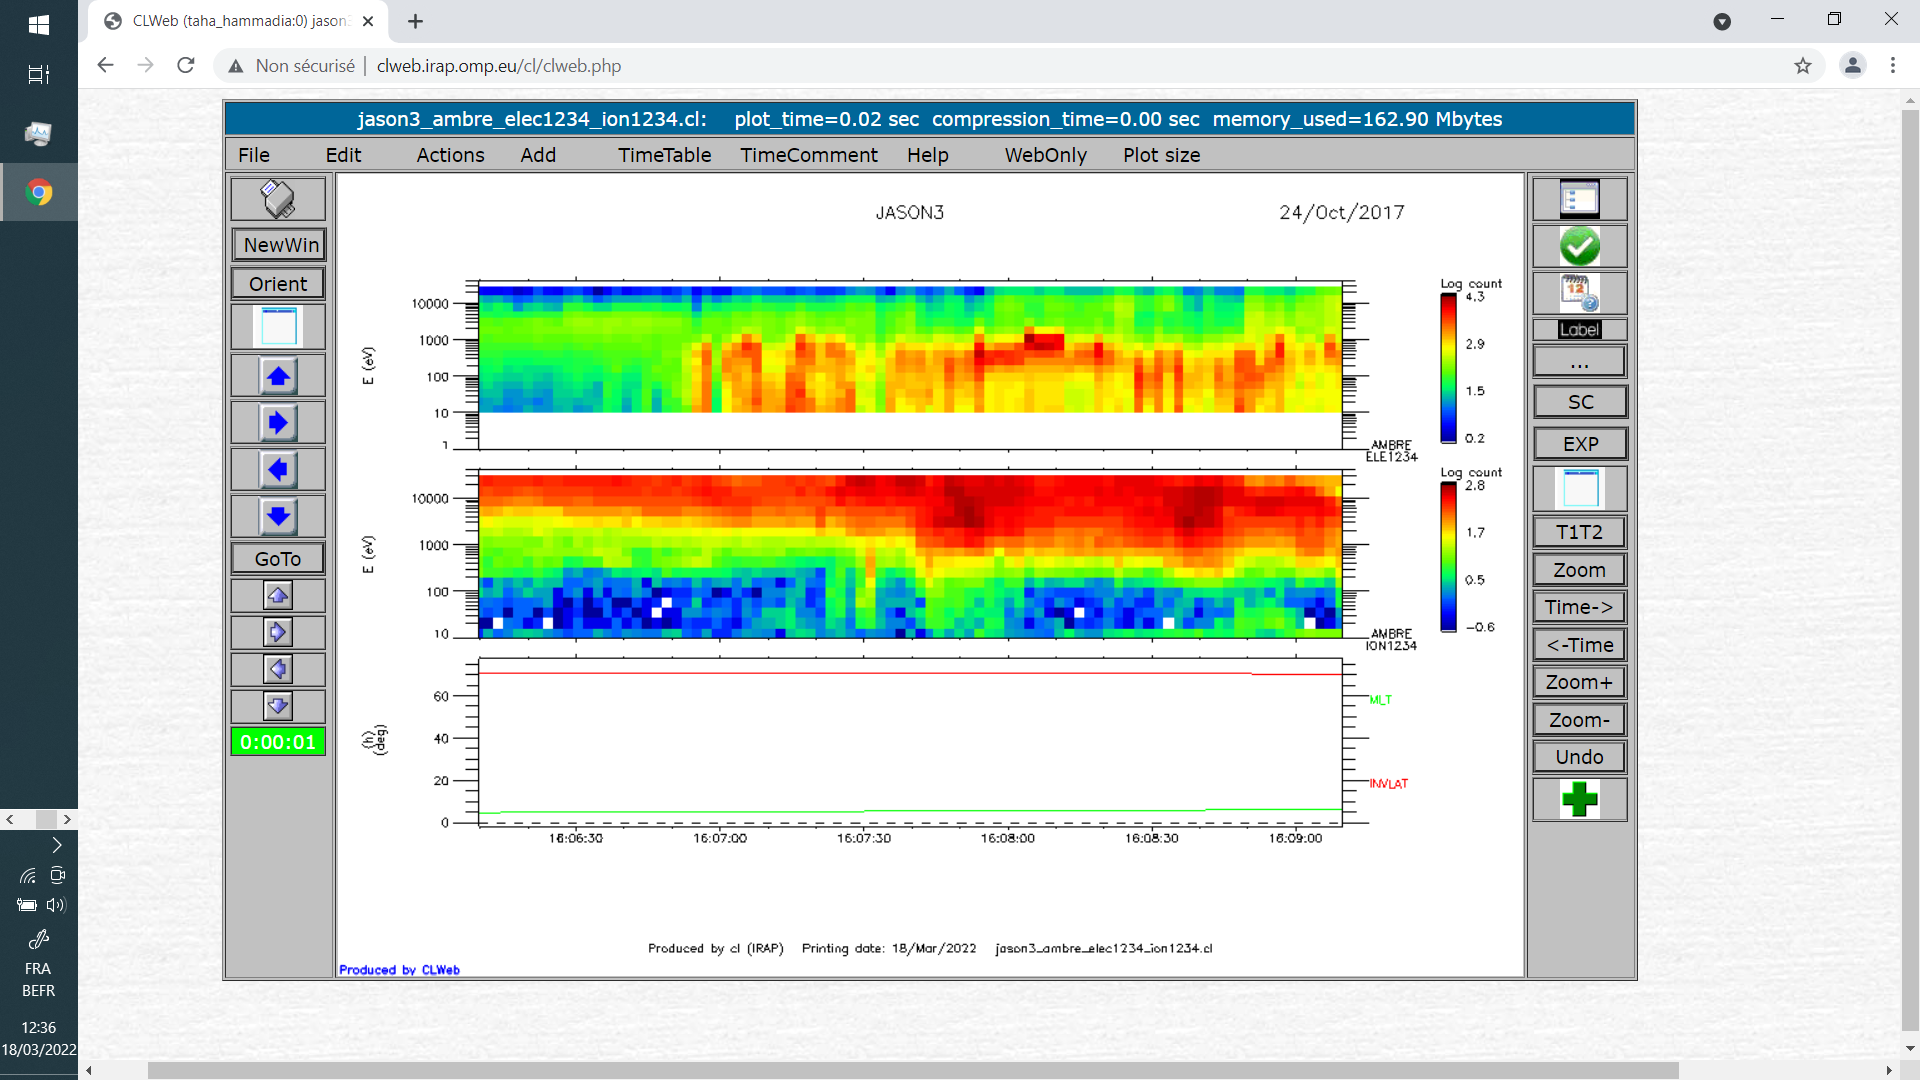 CLWeb (taha_hammadia:0) jason3
Non sécurisé | clweb.irap.omp.eu/cl/clweb.php
jason3_ambre_elec1234_ion1234.cl: plot_time=0.02 sec compression_time=0.00 sec memory_used=162.90 Mbytes
File Edit Actions Add TimeTable TimeComment Help WebOnly Plot size
NewWin
Orient
GoTo
0:00:01
JASON3 24/Oct/2017
E (eV)
10000
1000
100
10
1
AMBRE
ELE1234
Log count
4.3
2.9
1.5
0.2
E (eV)
10000
1000
100
10
AMBRE
ION1234
Log count
2.8
1.7
0.5
-0.6
(h)
(deg)
60
40
20
0
MLT
INVLAT
16:06:30 16:07:00 16:07:30 16:08:00 16:08:30 16:09:00
Produced by cl (IRAP) Printing date: 18/Mar/2022 jason3_ambre_elec1234_ion1234.cl
Produced by CLWeb
12
Label
...
SC
EXP
T1T2
Zoom
Time->
<-Time
Zoom+
Zoom-
Undo
FRA
BEFR
12:36
18/03/2022